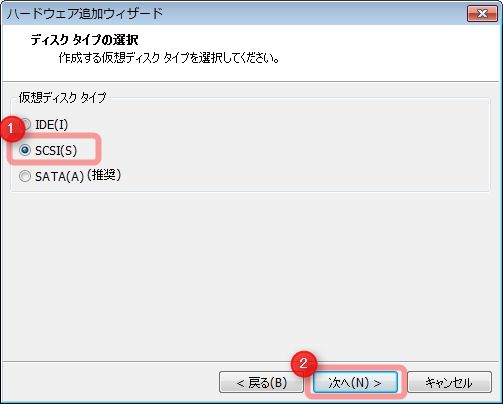 ハードウェア追加ウィザード
ディスク タイプの選択
作成する仮想ディスク タイプを選択してください。
仮想ディスク タイプ
1
IDE(I)
SCSI(S)
SATA(A) (推奨)
2
< 戻る(B)
次へ(N) >
キャンセル